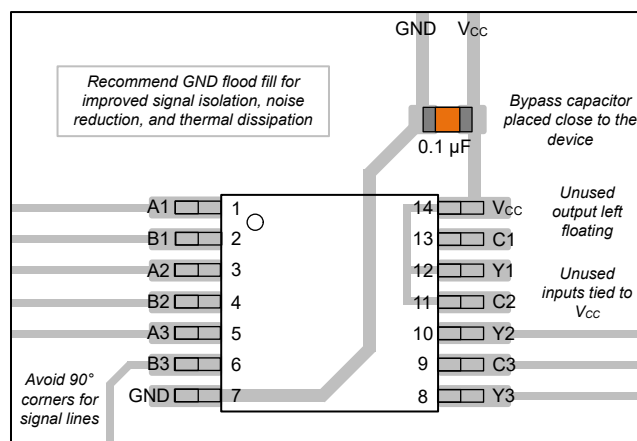 GND VCC
Recommend GND flood fill for
improved signal isolation, noise
reduction, and thermal dissipation
Bypass capacitor
placed close to the
device
0.1 µF
A1 1 14 VCC
Unused
output left
floating
B1 2 13 C1
A2 3 12 Y1
Unused
inputs tied to
VCC
B2 4 11 C2
A3 5 10 Y2
B3 6 9 C3
GND 7 8 Y3
Avoid 90°
corners for
signal lines